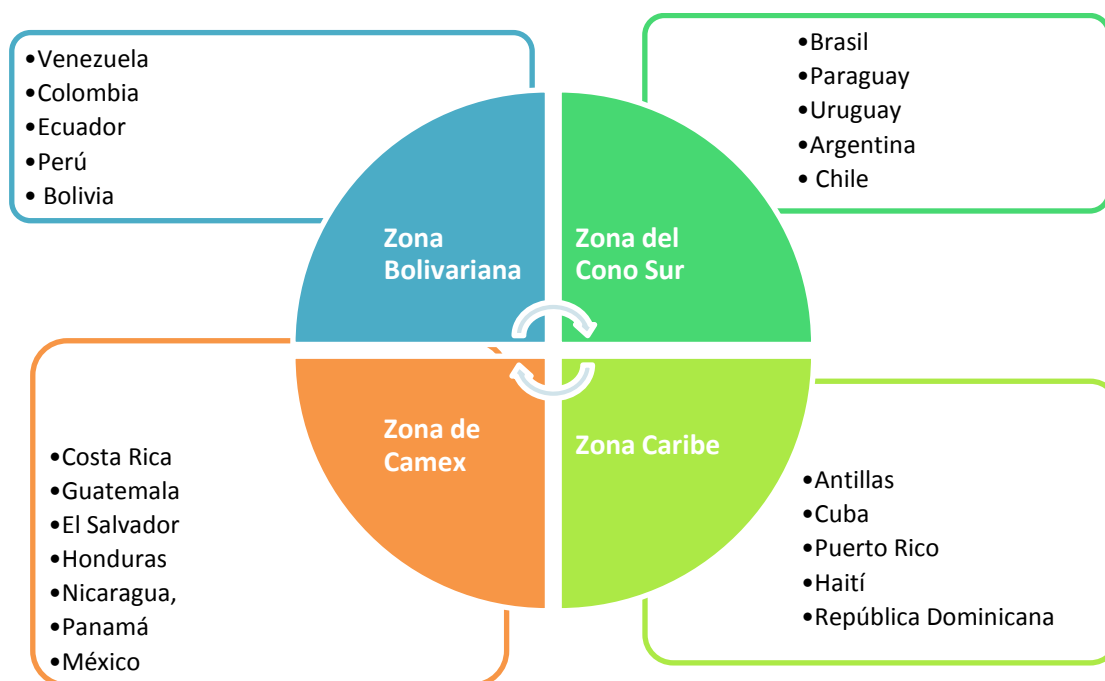 •Venezuela
•Colombia
•Ecuador
•Perú
• Bolivia
•Brasil
•Paraguay
•Uruguay
•Argentina
• Chile
Zona
Bolivariana
Zona del
Cono Sur
Zona de
Camex
Zona Caribe
•Costa Rica
•Guatemala
•El Salvador
•Honduras
•Nicaragua,
•Panamá
•México
•Antillas
•Cuba
•Puerto Rico
•Haití
•República Dominicana